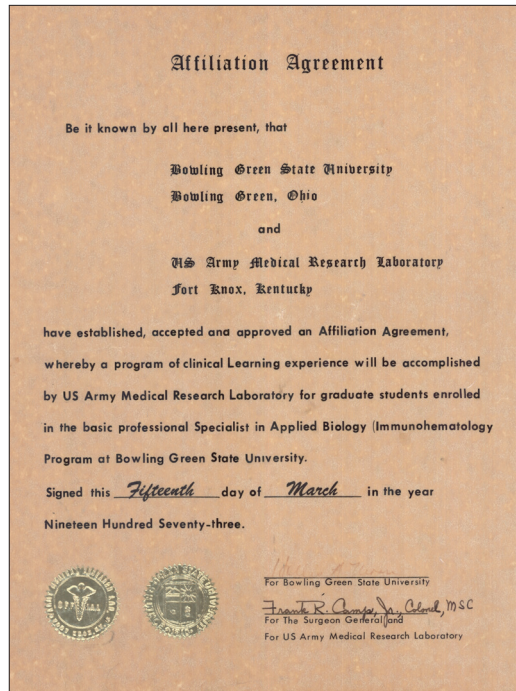 Affiliation Agreement
Be it known by all here present, that
Bowling Green State University
Bowling Green, Ohio
and
US Army Medical Research Laboratory
Fort Knox, Kentucky
have established, accepted and approved an Affiliation Agreement,
whereby a program of clinical Learning experience will be accomplished
by US Army Medical Research Laboratory for graduate students enrolled
in the basic professional Specialist in Applied Biology (Immunohematology
Program at Bowling Green State University.
Signed this Fifteenth day of March in the year
Nineteen Hundred Seventy-three.
For Bowling Green State University
Frank R. Camp, Jr., Colonel, MSC
For The Surgeon General and
For US Army Medical Research Laboratory